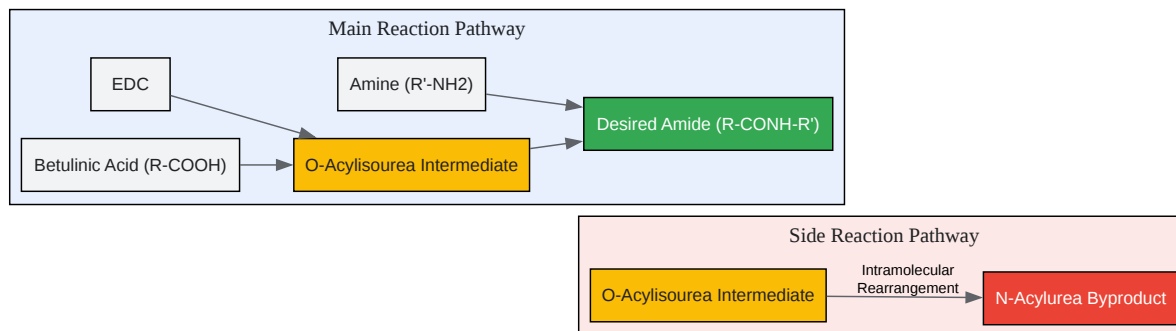 Main Reaction Pathway
EDC
Amine (R'-NH2)
Desired Amide (R-CONH-R')
Betulinic Acid (R-COOH)
O-Acylisourea Intermediate
Side Reaction Pathway
O-Acylisourea Intermediate
Intramolecular
Rearrangement
N-Acylurea Byproduct